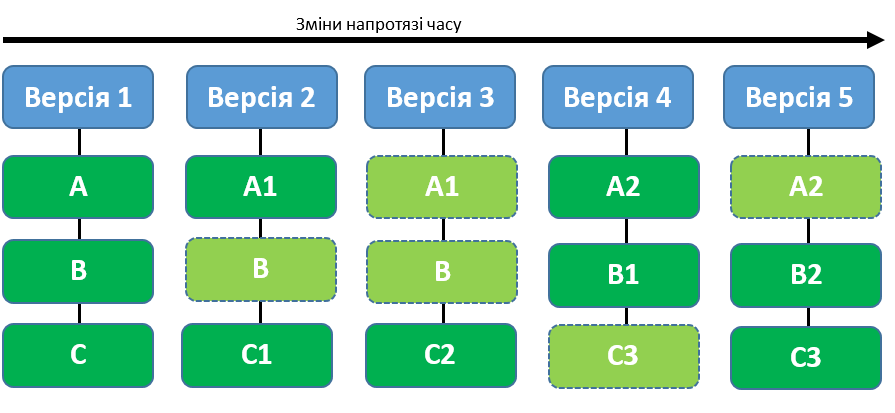 Зміни напротязі часу
Версія 1 Версія 2 Версія 3 Версія 4 Версія 5
A A1 A1 A2 A2
B B B B1 B2
C C1 C2 C3 C3